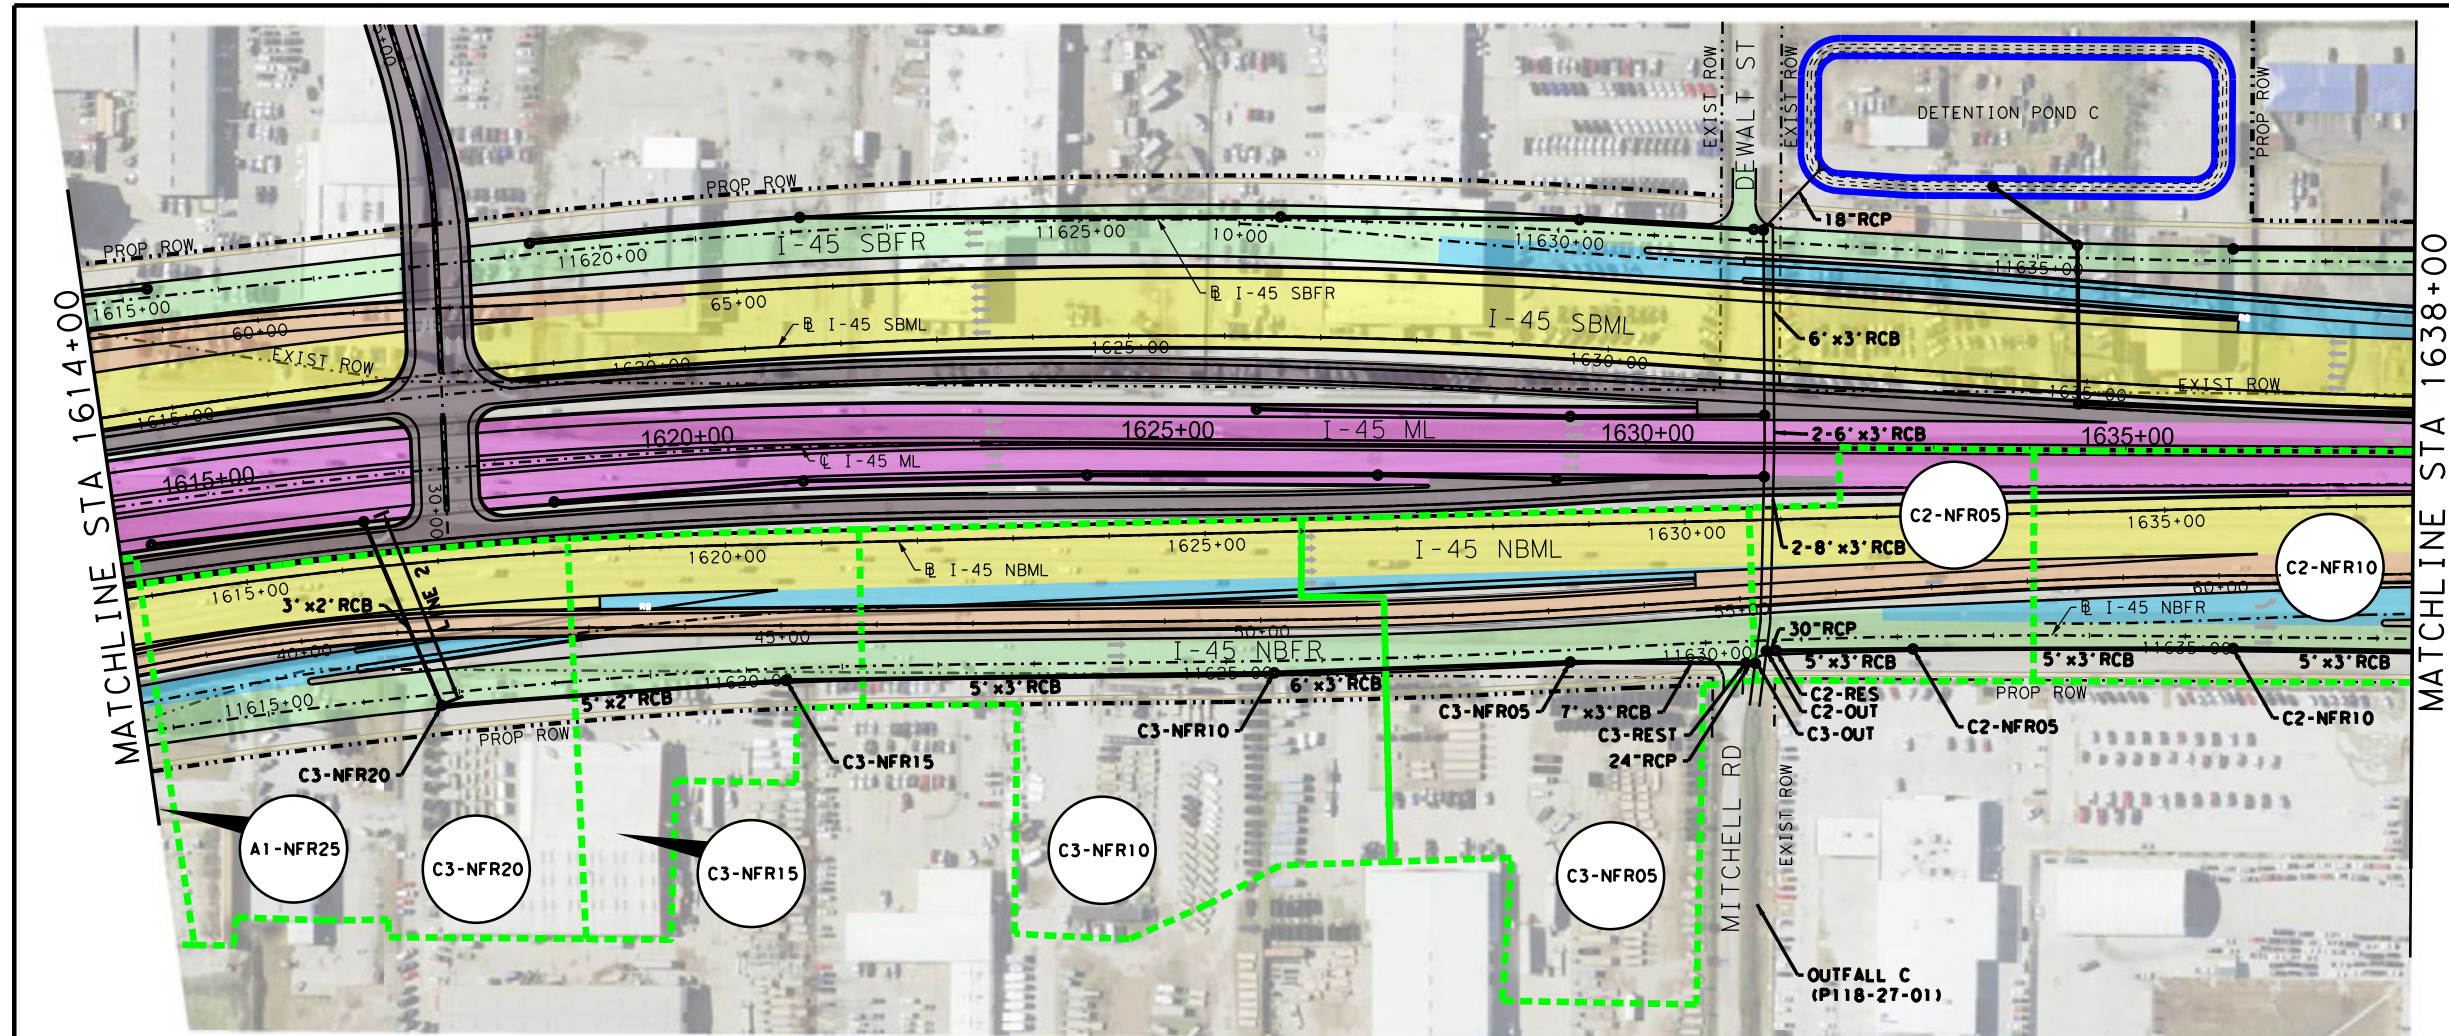 MATCHLINE STA 1614+00
MATCHLINE STA 1638+00
EXIST ROW
DEWALT ST
EXIST ROW
DETENTION POND C
PROP ROW
PROP ROW
PROP ROW
18"RCP
I-45 SBFR
11620+00
11625+00
10+00
11630+00
11635+00
1615+00
60+00
65+00
℄ I-45 SBFR
B I-45 SBML
I-45 SBML
6'x3'RCB
EXIST ROW
1620+00
1625+00
1630+00
1635+00
EXIST ROW
1615+00
1620+00
1625+00
I-45 ML
1630+00
2-6'x3'RCB
1635+00
℄ I-45 ML
1615+00
30+00
C2-NFR05
C2-NFR10
1615+00
1620+00
1625+00
1630+00
1635+00
I-45 NBML
B I-45 NBML
2-8'x3'RCB
3'x2'RCB
LINE 2
40+00
45+00
50+00
55+00
60+00
B I-45 NBFR
I-45 NBFR
30"RCP
11615+00
11620+00
11625+00
11630+00
11635+00
5'x2'RCB
5'x3'RCB
6'x3'RCB
5'x3'RCB
5'x3'RCB
5'x3'RCB
PROP ROW
PROP ROW
C3-NFR20
C3-NFR15
C3-NFR10
C3-NFR05
7'x3'RCB
C3-REST
24"RCP
C2-RES
C2-OUT
C3-OUT
C2-NFR05
C2-NFR10
A1-NFR25
C3-NFR20
C3-NFR15
C3-NFR10
C3-NFR05
MITCHELL RD
EXIST ROW
OUTFALL C
(P118-27-01)